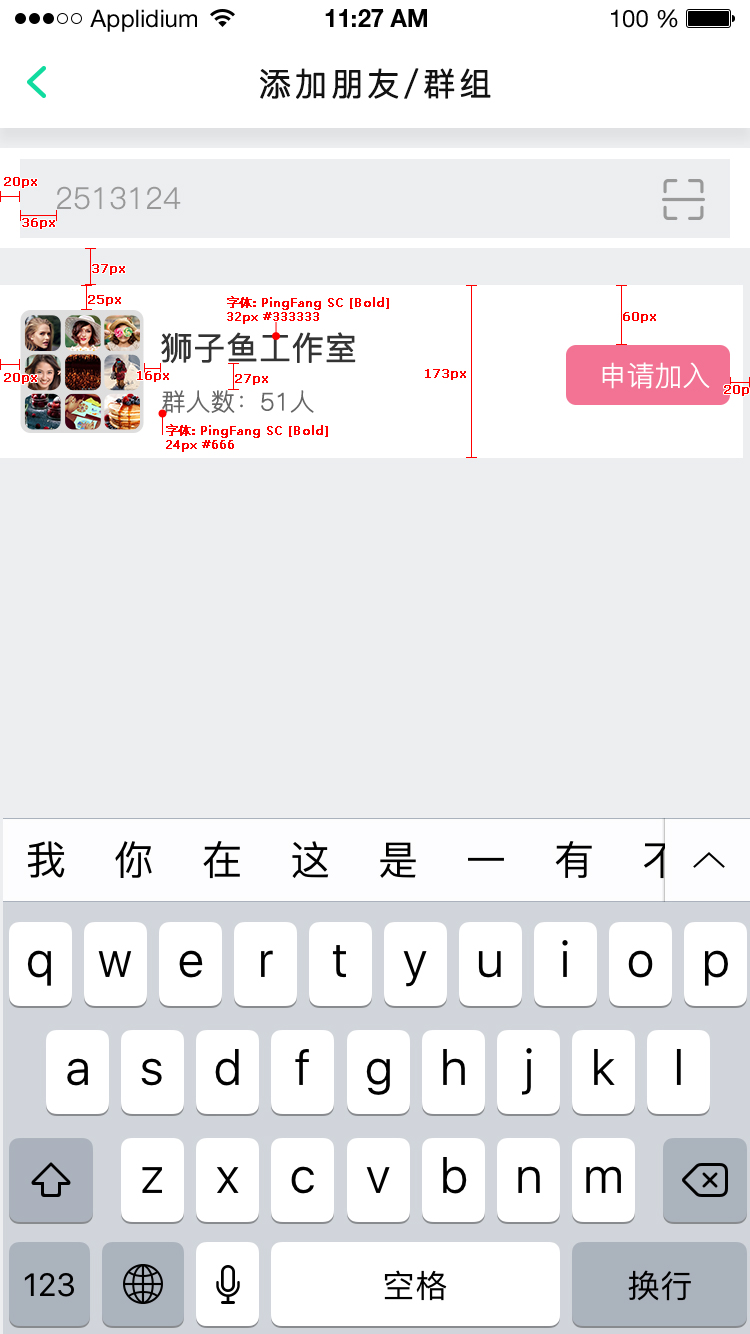 Applidium 11:27 AM 100 %
添加朋友/群组
20px
2513124
36px
37px
25px
字体: PingFang SC [Bold]
32px #333333
60px
狮子鱼工作室
20px
16px
27px
173px
申请加入
20p
群人数：51人
字体: PingFang SC [Bold]
24px #666
我 你 在 这 是 一 有
q w e r t y u i o p
a s d f g h j k l
z x c v b n m
123 空格 换行